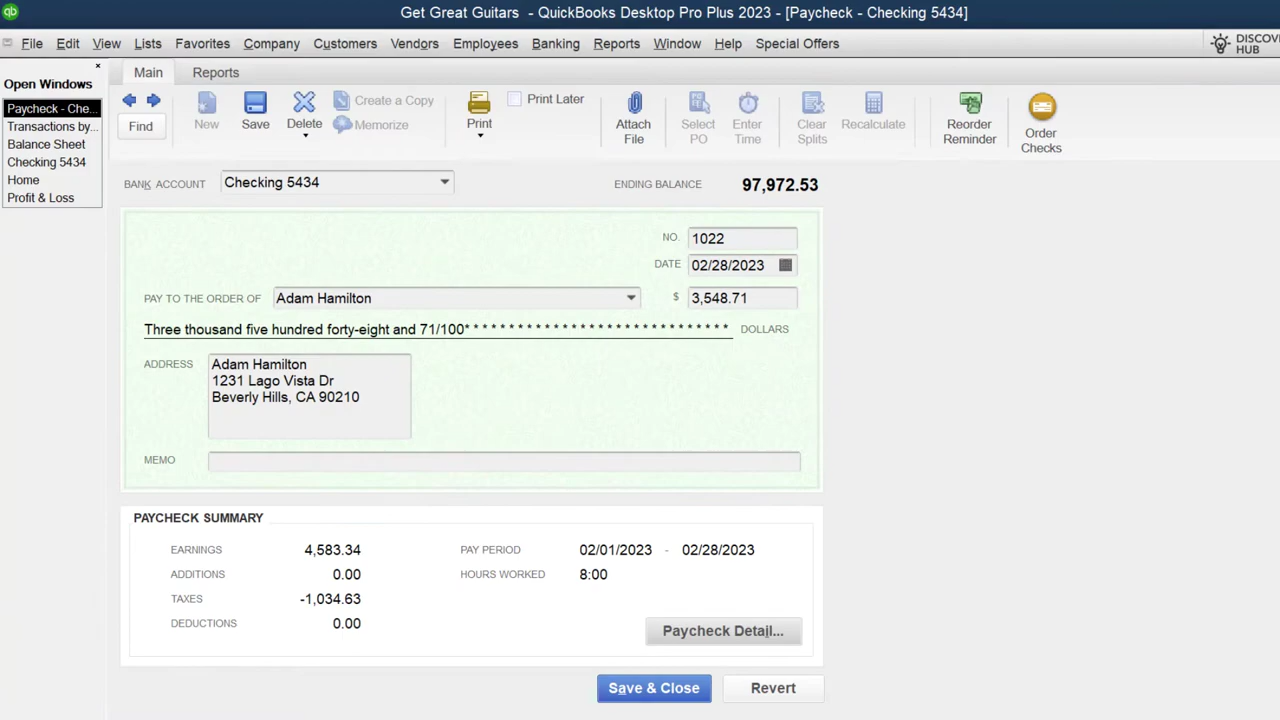 Get Great Guitars - QuickBooks Desktop Pro Plus 2023 - [Paycheck - Checking 5434]
File Edit View Lists Favorites Company Customers Vendors Employees Banking Reports Window Help Special Offers
DISCOVE
HUB
Open Windows
Paycheck - Che...
Transactions by...
Balance Sheet
Checking 5434
Home
Profit & Loss
Main Reports
Find
New
Save
Delete
Create a Copy
Memorize
Print
Print Later
Attach
File
Select
PO
Enter
Time
Clear
Splits
Recalculate
Reorder
Reminder
Order
Checks
BANK ACCOUNT Checking 5434 ENDING BALANCE 97,972.53
NO. 1022
DATE 02/28/2023
PAY TO THE ORDER OF Adam Hamilton $ 3,548.71
Three thousand five hundred forty-eight and 71/100* * * * * * * * * * * * * * * * * * * * * * * * * * * * * * DOLLARS
ADDRESS Adam Hamilton
1231 Lago Vista Dr
Beverly Hills, CA 90210
MEMO
PAYCHECK SUMMARY
EARNINGS 4,583.34 PAY PERIOD 02/01/2023 - 02/28/2023
ADDITIONS 0.00 HOURS WORKED 8:00
TAXES -1,034.63
DEDUCTIONS 0.00
Paycheck Detail...
Save & Close Revert